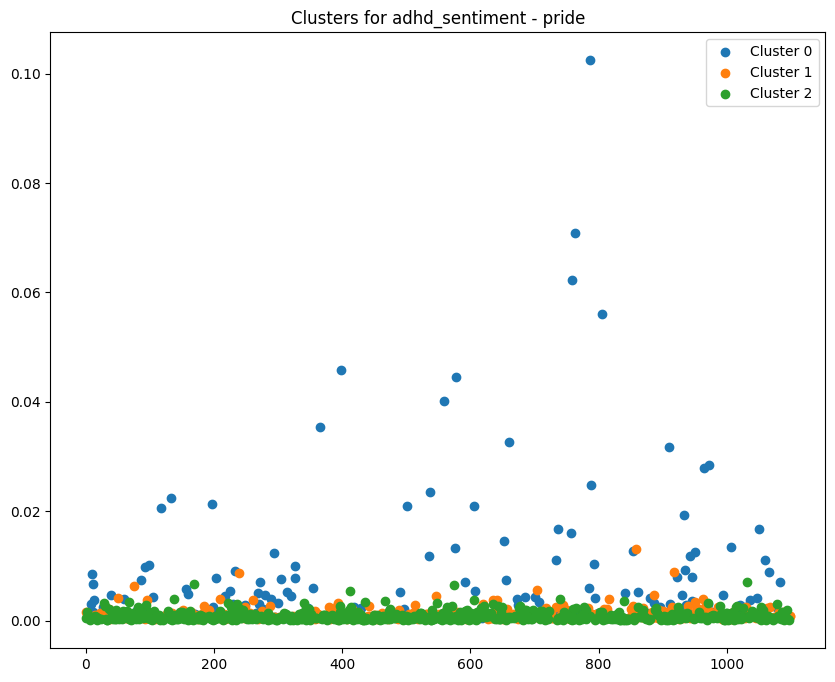 Clusters for adhd_sentiment - pride
Cluster 0
Cluster 1
Cluster 2
0.10
0.08
0.06
0.04
0.02
0.00
0 200 400 600 800 1000